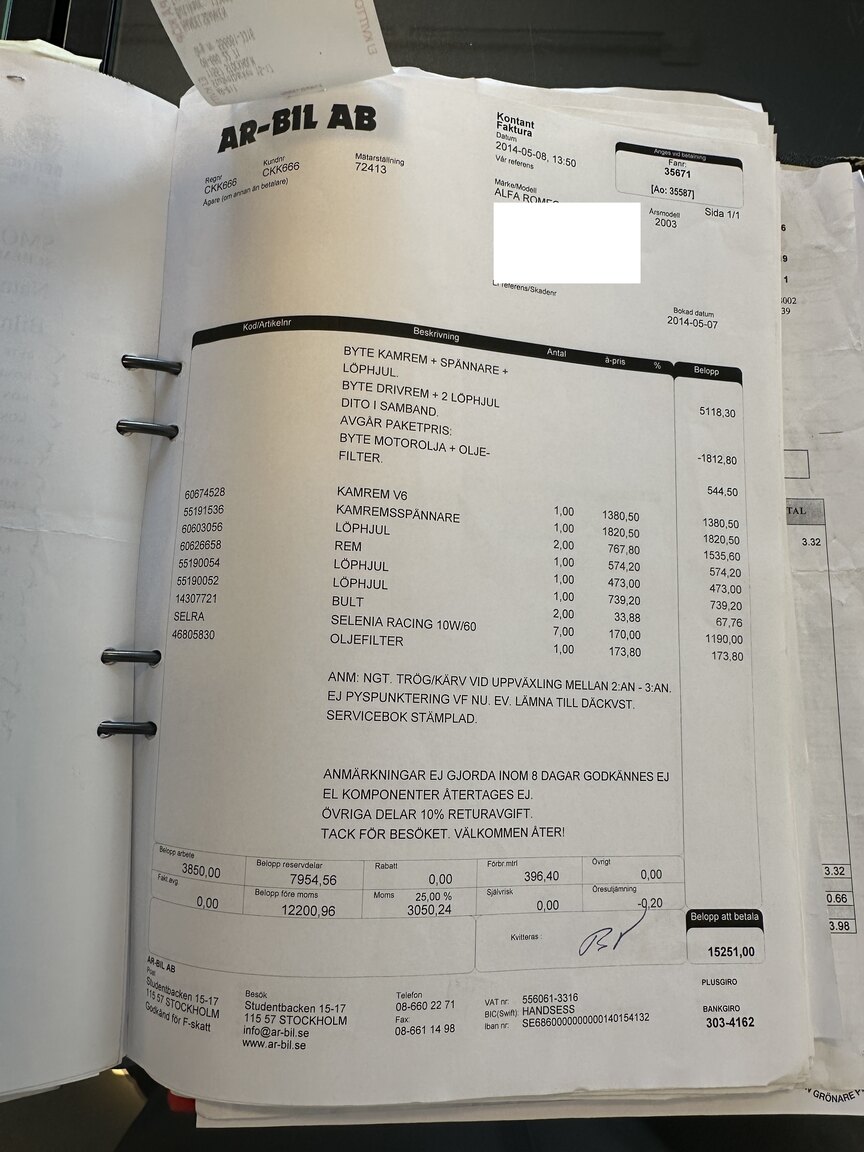 AR-BIL AB
Kontant
Faktura
Datum
2014-05-08, 13:50
Vår referens
Anges vid betalning
Fanr:
35671
[Ao: 35587]
Regnr
CKK666
Kundnr
CKK666
Mätarställning
72413
Ägare (om annan än betalare)
Märke/Modell
ALFA ROMEO
Årsmodell
2003
Sida 1/1
referens/Skadenr
Bokad datum
2014-05-07
Kod/Artikelnr Beskrivning Antal à-pris % Belopp
BYTE KAMREM + SPÄNNARE +
LÖPHJUL.
BYTE DRIVREM + 2 LÖPHJUL
DITO I SAMBAND. 5118,30
AVGÅR PAKETPRIS:
BYTE MOTOROLJA + OLJE-
FILTER. -1812,80
544,50
60674528 KAMREM V6 1,00 1380,50 1380,50
55191536 KAMREMSSPÄNNARE 1,00 1820,50 1820,50
60603056 LÖPHJUL 2,00 767,80 1535,60
60626658 REM 1,00 574,20 574,20
55190054 LÖPHJUL 1,00 473,00 473,00
55190052 LÖPHJUL 1,00 739,20 739,20
14307721 BULT 2,00 33,88 67,76
SELRA SELENIA RACING 10W/60 7,00 170,00 1190,00
46805830 OLJEFILTER 1,00 173,80 173,80
ANM: NGT. TRÖG/KÄRV VID UPPVÄXLING MELLAN 2:AN - 3:AN.
EJ PYSPUNKTERING VF NU. EV. LÄMNA TILL DÄCKVST.
SERVICEBOK STÄMPLAD.
ANMÄRKNINGAR EJ GJORDA INOM 8 DAGAR GODKÄNNES EJ
EL KOMPONENTER ÅTERTAGES EJ.
ÖVRIGA DELAR 10% RETURAVGIFT.
TACK FÖR BESÖKET. VÄLKOMMEN ÅTER!
Belopp arbete Belopp reservdelar Rabatt Förbr.mtrl Övrigt
3850,00 7954,56 0,00 396,40 0,00
Fakt.avg Belopp före moms Moms 25,00 % Självrisk Öresutjämning
0,00 12200,96 3050,24 0,00 -0,20
Kvitteras :
Belopp att betala
15251,00
AR-BIL AB
Post
Studentbacken 15-17
115 57 STOCKHOLM
Godkänd för F-skatt
Besök
Studentbacken 15-17
115 57 STOCKHOLM
info@ar-bil.se
www.ar-bil.se
Telefon
08-660 22 71
Fax:
08-661 14 98
VAT nr: 556061-3316
BIC(Swift): HANDSESS
Iban nr: SE6860000000000140154132
PLUSGIRO
BANKGIRO
303-4162
TAL
3.32
3.32
0.66
3.98
GRÖNARE